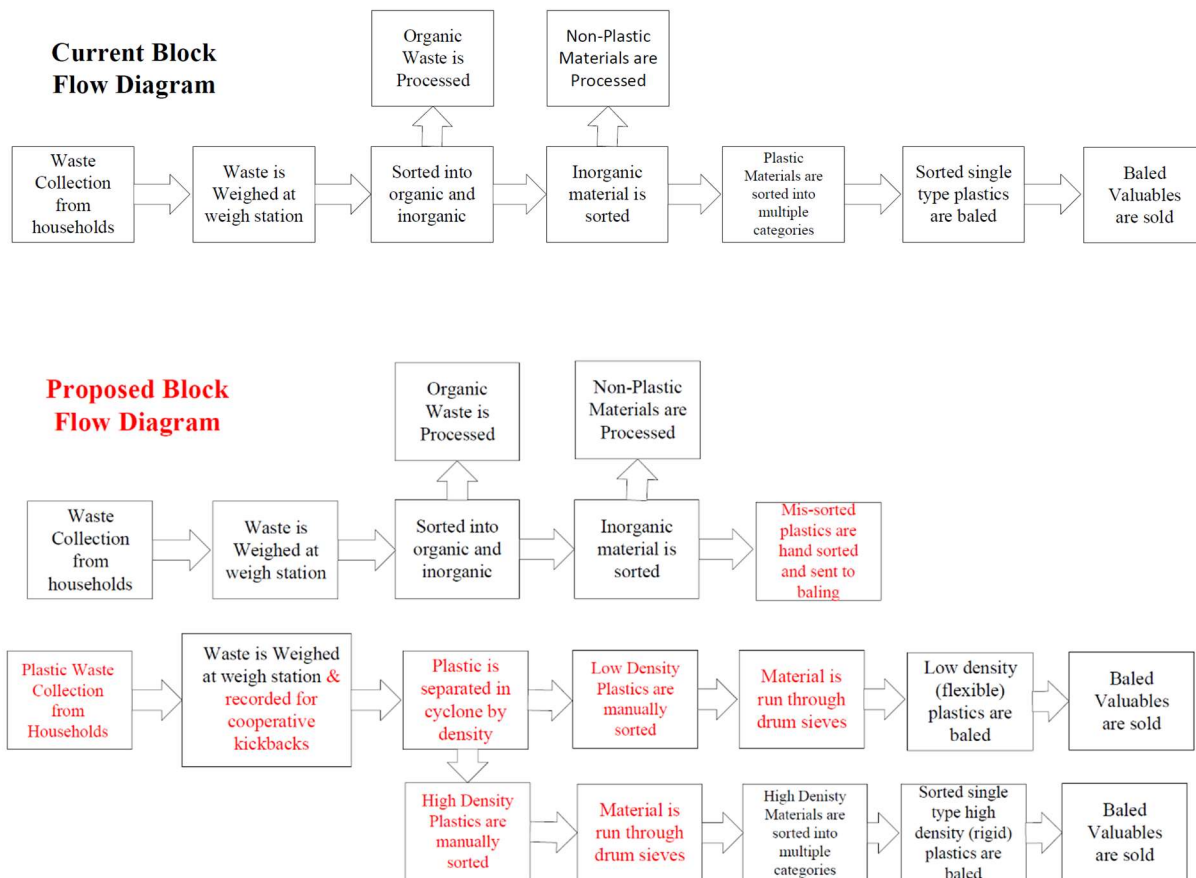 Current Block
Flow Diagram
Organic
Waste is
Processed
Non-Plastic
Materials are
Processed
Waste
Collection
from
households
Waste is
Weighed at
weigh station
Sorted into
organic and
inorganic
Inorganic
material is
sorted
Plastic
Materials are
sorted into
multiple
categories
Sorted single
type plastics
are baled
Baled
Valuables
are sold
Proposed Block
Flow Diagram
Organic
Waste is
Processed
Non-Plastic
Materials are
Processed
Waste
Collection
from
households
Waste is
Weighed at
weigh station
Sorted into
organic and
inorganic
Inorganic
material is
sorted
Mis-sorted
plastics are
hand sorted
and sent to
baling
Plastic Waste
Collection
from
Households
Waste is Weighed
at weigh station &
recorded for
cooperative
kickbacks
Plastic is
separated in
cyclone by
density
Low Density
Plastics are
manually
sorted
Material is
run through
drum sieves
Low density
(flexible)
plastics are
baled
Baled
Valuables
are sold
High Density
Plastics are
manually
sorted
Material is
run through
drum sieves
High Denisty
Materials are
sorted into
multiple
categories
Sorted single
type high
density (rigid)
plastics are
baled
Baled
Valuables
are sold